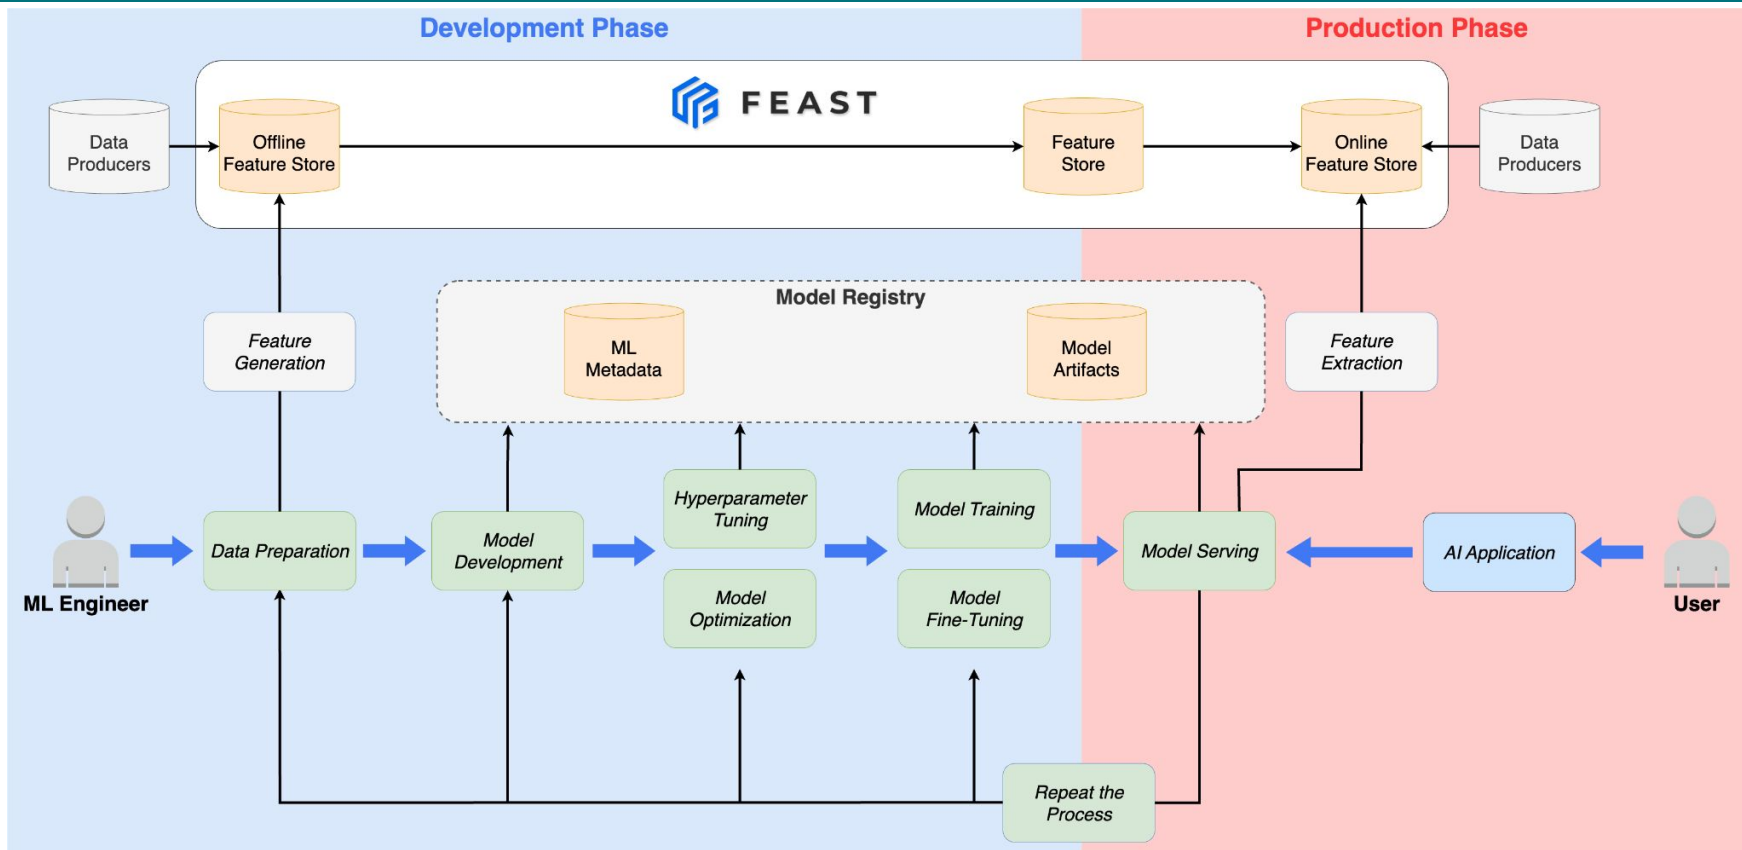 Development Phase
Production Phase
FEAST
Data
Producers
Offline
Feature Store
Feature
Store
Online
Feature Store
Data
Producers
Model Registry
Feature
Generation
ML
Metadata
Model
Artifacts
Feature
Extraction
Hyperparameter
Tuning
Model Training
Data Preparation
Model
Development
Model Serving
AI Application
ML Engineer
Model
Optimization
Model
Fine-Tuning
User
Repeat the
Process